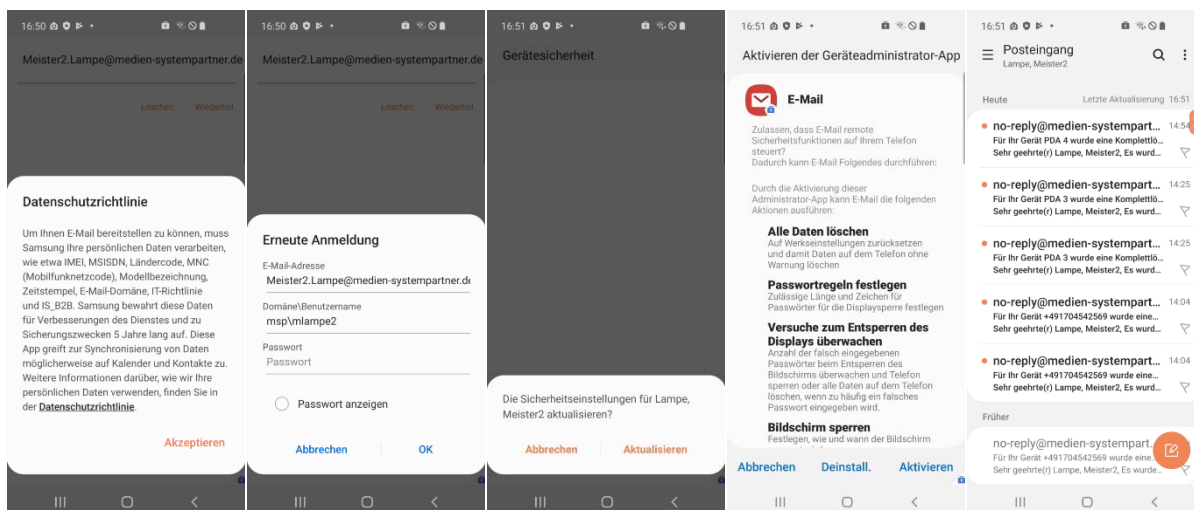 16:50
Meister2.Lampe@medien-systempartner.de
Löschen Wiederhol.
Datenschutzrichtlinie
Um Ihnen E-Mail bereitstellen zu können, muss
Samsung Ihre persönlichen Daten verarbeiten,
wie etwa IMEI, MSISDN, Ländercode, MNC
(Mobilfunknetzcode), Modellbezeichnung,
Zeitstempel, E-Mail-Domäne, IT-Richtlinie
und IS_B2B. Samsung bewahrt diese Daten
für Verbesserungen des Dienstes und zu
Sicherungszwecken 5 Jahre lang auf. Diese
App greift zur Synchronisierung von Daten
möglicherweise auf Kalender und Kontakte zu.
Weitere Informationen darüber, wie wir Ihre
persönlichen Daten verwenden, finden Sie in
der Datenschutzrichtlinie.
Akzeptieren
16:50
Meister2.Lampe@medien-systempartner.de
Löschen Wiederhol.
Erneute Anmeldung
E-Mail-Adresse
Meister2.Lampe@medien-systempartner.de
Domäne\Benutzername
msp\mlampe2
Passwort
Passwort
Passwort anzeigen
Abbrechen OK
16:51
Gerätesicherheit
Die Sicherheitseinstellungen für Lampe,
Meister2 aktualisieren?
Abbrechen Aktualisieren
16:51
Aktivieren der Geräteadministrator-App
E-Mail
Zulassen, dass E-Mail remote
Sicherheitsfunktionen auf Ihrem Telefon
steuert?
Dadurch kann E-Mail Folgendes durchführen:
Durch die Aktivierung dieser
Administrator-App kann E-Mail die folgenden
Aktionen ausführen:
Alle Daten löschen
Auf Werkseinstellungen zurücksetzen
und damit Daten auf dem Telefon ohne
Warnung löschen
Passwortregeln festlegen
Zulässige Länge und Zeichen für
Passwörter für die Displaysperre festlegen
Versuche zum Entsperren des
Displays überwachen
Anzahl der falsch eingegebenen
Passwörter beim Entsperren des
Bildschirms überwachen und Telefon
sperren oder alle Daten auf dem Telefon
löschen, wenn zu häufig ein falsches
Passwort eingegeben wird.
Bildschirm sperren
Festlegen, wie und wann der Bildschirm
Abbrechen Deinstall. Aktivieren
16:51
Posteingang
Lampe, Meister2
Heute Letzte Aktualisierung 16:51
no-reply@medien-systempart... 14:54
Für Ihr Gerät PDA 4 wurde eine Komplettlö...
Sehr geehrte(r) Lampe, Meister2, Es wurd...
no-reply@medien-systempart... 14:25
Für Ihr Gerät PDA 3 wurde eine Komplettlö...
Sehr geehrte(r) Lampe, Meister2, Es wurd...
no-reply@medien-systempart... 14:25
Für Ihr Gerät PDA 3 wurde eine Komplettlö...
Sehr geehrte(r) Lampe, Meister2, Es wurd...
no-reply@medien-systempart... 14:04
Für Ihr Gerät +491704542569 wurde eine...
Sehr geehrte(r) Lampe, Meister2, Es wurd...
no-reply@medien-systempart... 14:04
Für Ihr Gerät +491704542569 wurde eine...
Sehr geehrte(r) Lampe, Meister2, Es wurd...
Früher
no-reply@medien-systempart.
Für Ihr Gerät +491704542569 wurde eine.
Sehr geehrte(r) Lampe, Meister2, Es wurde...